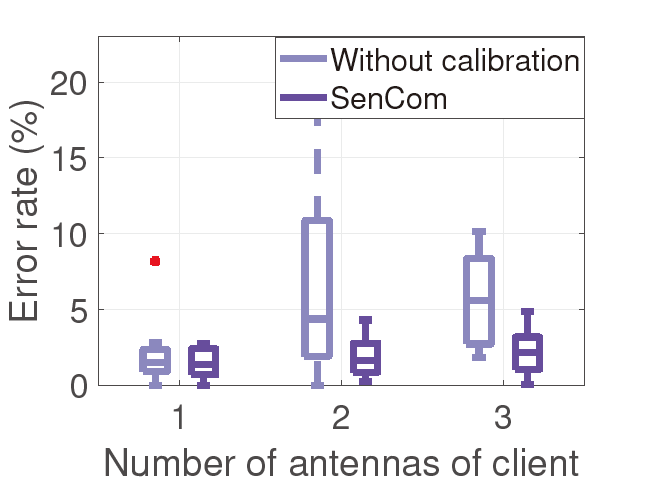 Without calibration
SenCom
Error rate (%)
20
15
10
5
0
1 2 3
Number of antennas of client